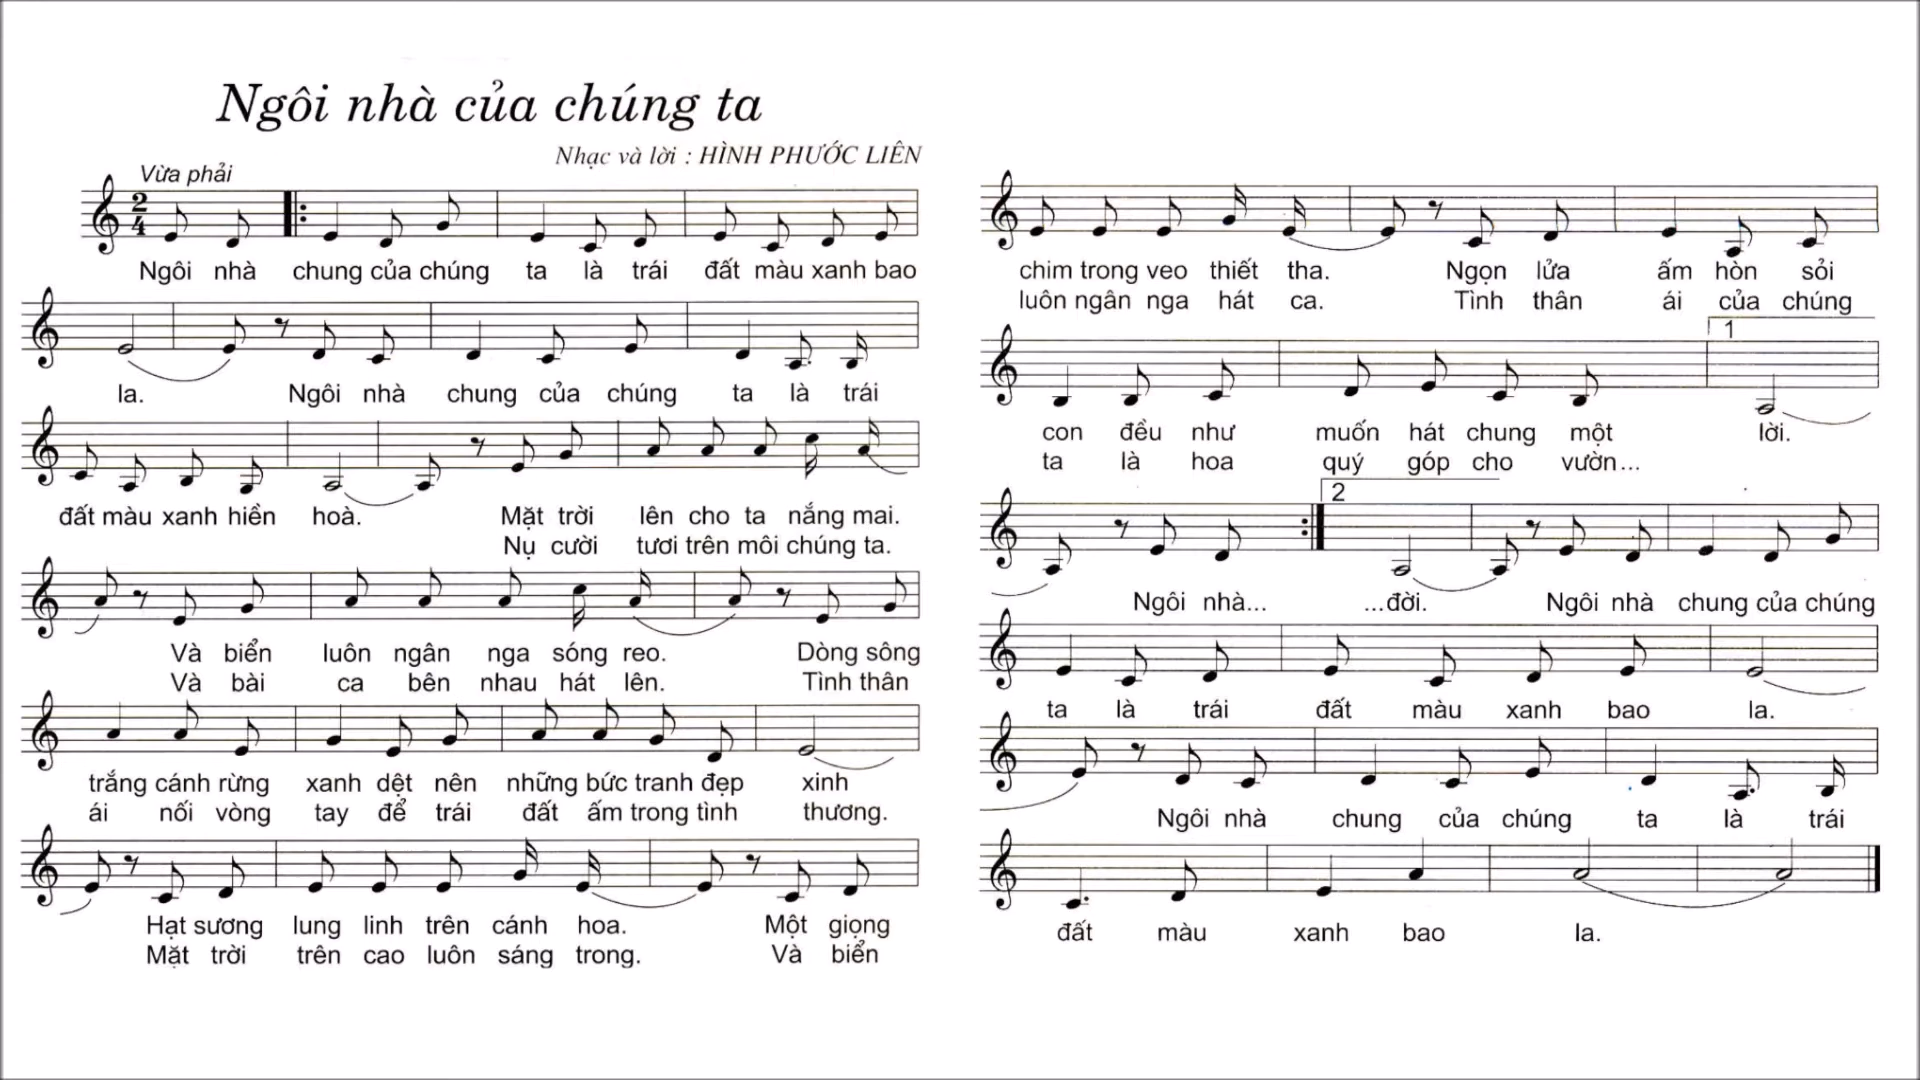 Ngôi nhà của chúng ta
Nhạc và lời : HÌNH PHƯỚC LIÊN
Vừa phải
2
4
Ngôi nhà chung của chúng ta là trái đất màu xanh bao
la. Ngôi nhà chung của chúng ta là trái
đất màu xanh hiền hoà. Mặt trời lên cho ta nắng mai.
Nụ cười tươi trên môi chúng ta.
Và biển luôn ngân nga sóng reo. Dòng sông
Và bài ca bên nhau hát lên. Tình thân
trắng cánh rừng xanh dệt nên những bức tranh đẹp xinh
ái nối vòng tay để trái đất ấm trong tình thương.
Hạt sương lung linh trên cánh hoa. Một giọng
Mặt trời trên cao luôn sáng trong. Và biển
chim trong veo thiết tha. Ngọn lửa ấm hòn sỏi
luôn ngân nga hát ca. Tình thân ái của chúng
1
con đều như muốn hát chung một lời.
ta là hoa quý góp cho vườn...
2
Ngôi nhà... ...đời. Ngôi nhà chung của chúng
ta là trái đất màu xanh bao la.
Ngôi nhà chung của chúng ta là trái
đất màu xanh bao la.